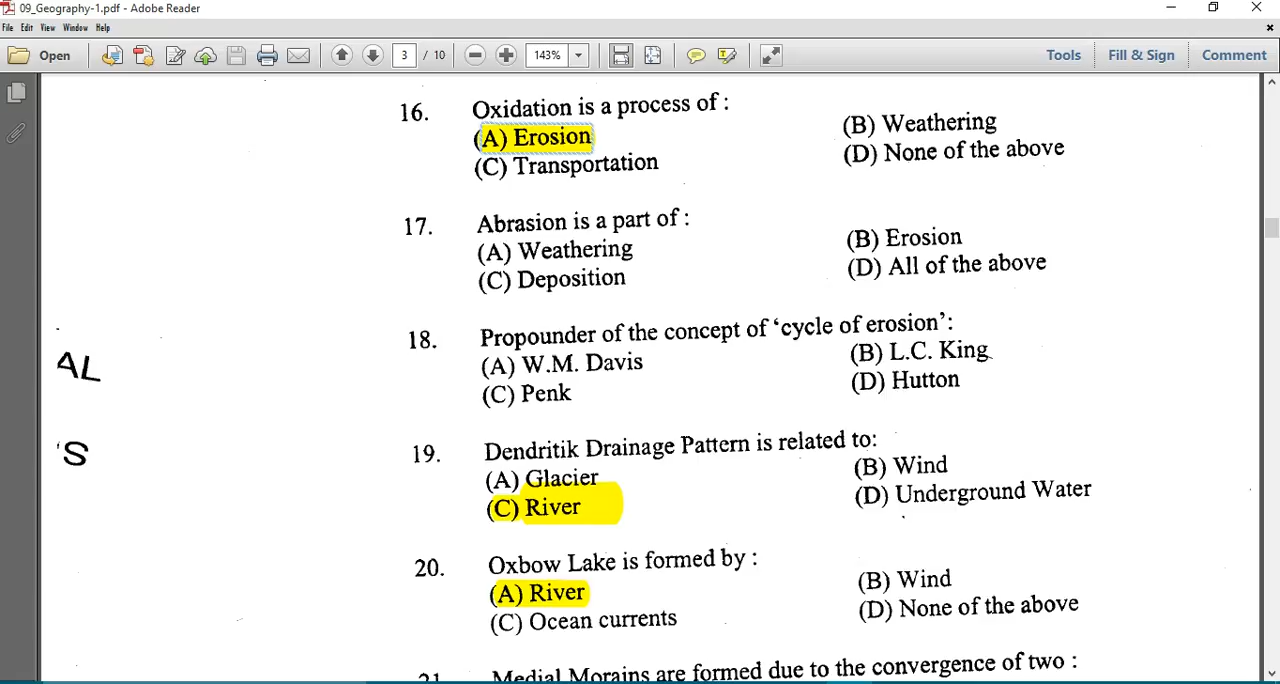 09_Geography-1.pdf - Adobe Reader
File Edit View Window Help
Open 3 / 10 143% Tools Fill & Sign Comment
16. Oxidation is a process of :
(A) Erosion (B) Weathering
(C) Transportation (D) None of the above
17. Abrasion is a part of :
(A) Weathering (B) Erosion
(C) Deposition (D) All of the above
18. Propounder of the concept of ‘cycle of erosion’:
(A) W.M. Davis (B) L.C. King
(C) Penk (D) Hutton
AL
19. Dendritik Drainage Pattern is related to:
(A) Glacier (B) Wind
(C) River (D) Underground Water
'S
20. Oxbow Lake is formed by :
(A) River (B) Wind
(C) Ocean currents (D) None of the above
21. Medial Morains are formed due to the convergence of two :